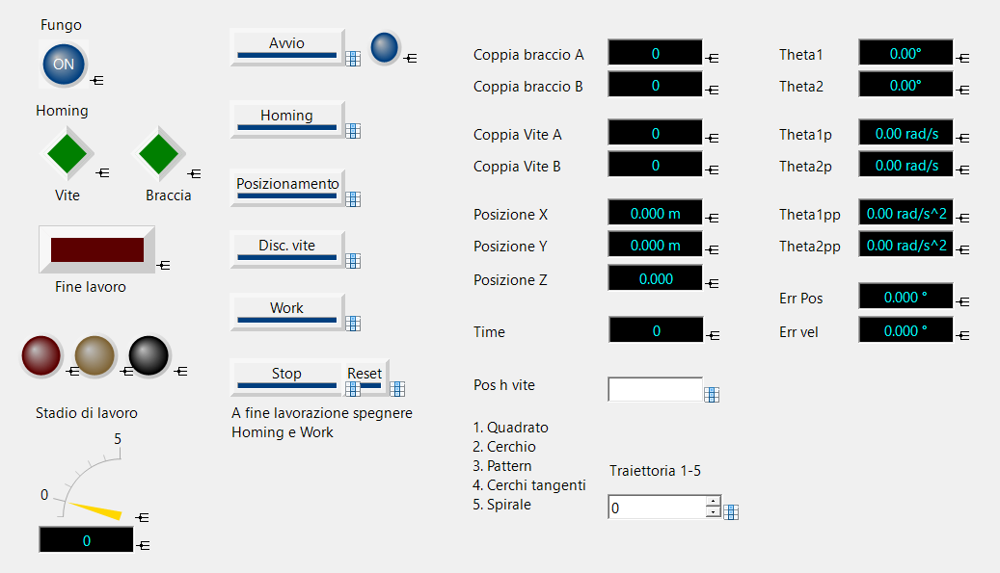 Fungo
ON
Homing
Vite
Braccia
Fine lavoro
Stadio di lavoro
5
0
0
Avvio
Homing
Posizionamento
Disc. vite
Work
Stop
Reset
A fine lavorazione spegnere
Homing e Work
Coppia braccio A 0
Coppia braccio B 0
Coppia Vite A 0
Coppia Vite B 0
Posizione X 0.000 m
Posizione Y 0.000 m
Posizione Z 0.000
Time 0
Pos h vite
1. Quadrato
2. Cerchio
3. Pattern
4. Cerchi tangenti
5. Spirale
Traiettoria 1-5
0
Theta1 0.00°
Theta2 0.00°
Theta1p 0.00 rad/s
Theta2p 0.00 rad/s
Theta1pp 0.00 rad/s^2
Theta2pp 0.00 rad/s^2
Err Pos 0.000 °
Err vel 0.000 °